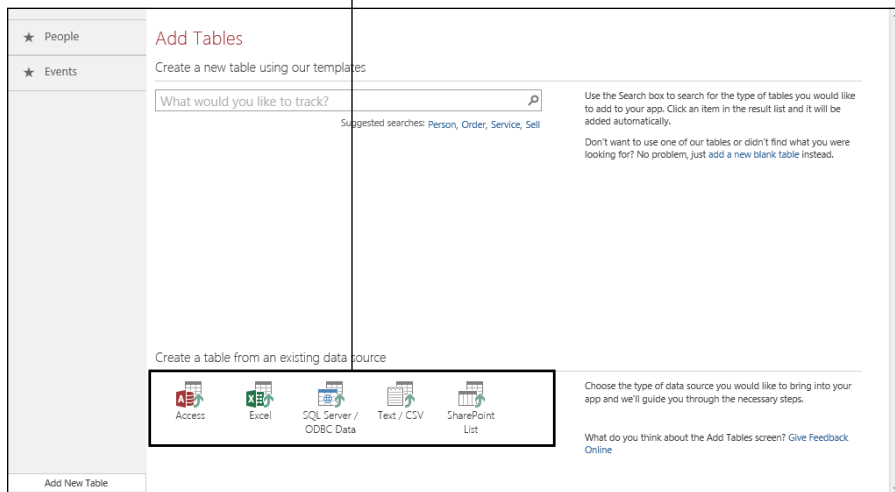 People
Events
Add New Table
Add Tables
Create a new table using our templates
What would you like to track?
Suggested searches: Person, Order, Service, Sell
Use the Search box to search for the type of tables you would like
to add to your app. Click an item in the result list and it will be
added automatically.
Don't want to use one of our tables or didn't find what you were
looking for? No problem, just add a new blank table instead.
Create a table from an existing data source
Access
Excel
SQL Server /
ODBC Data
Text / CSV
SharePoint
List
Choose the type of data source you would like to bring into your
app and we'll guide you through the necessary steps.
What do you think about the Add Tables screen? Give Feedback
Online